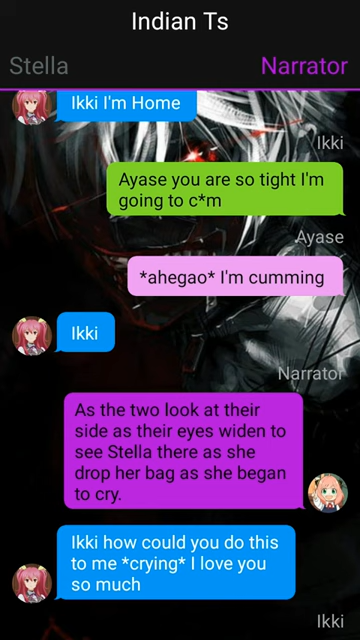 Indian Ts
Stella
Narrator
Ikki I'm Home
Ikki
Ayase you are so tight I'm
going to c*m
Ayase
*ahegao* I'm cumming
Ikki
Narrator
As the two look at their
side as their eyes widen to
see Stella there as she
drop her bag as she began
to cry.
Ikki how could you do this
to me *crying* I love you
so much
Ikki